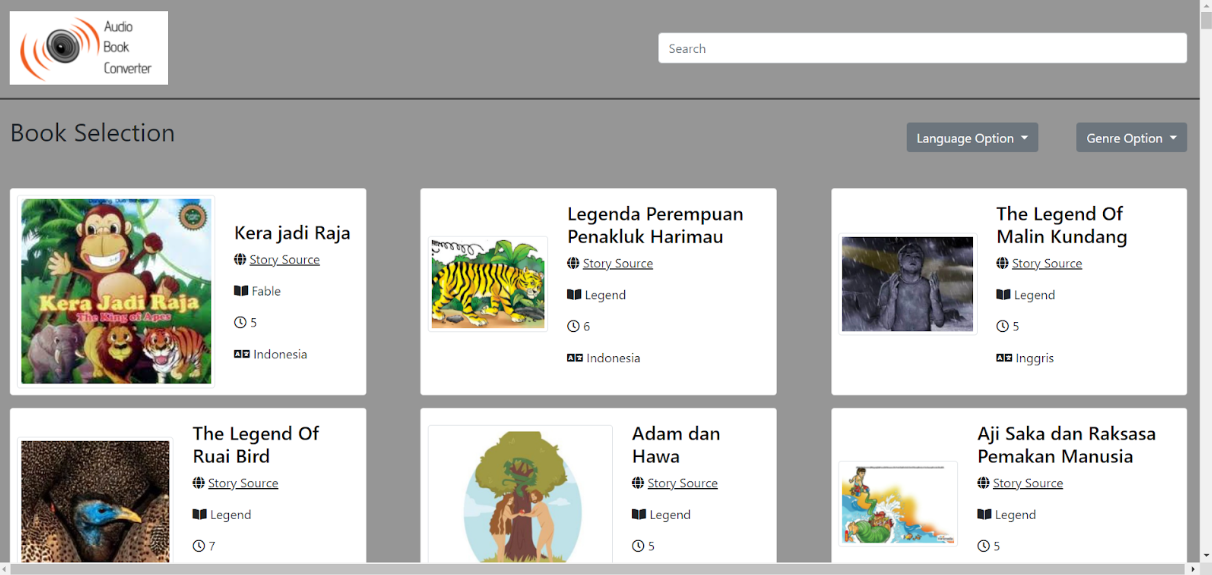 Audio
Book
Converter
Search
Book Selection
Language Option
Genre Option
Kera Jadi Raja
The King of Apes
Kera jadi Raja
Story Source
Fable
5
Indonesia
Legenda Perempuan
Penakluk Harimau
Story Source
Legend
6
Indonesia
The Legend Of
Malin Kundang
Story Source
Legend
5
Inggris
The Legend Of
Ruai Bird
Story Source
Legend
7
Adam dan
Hawa
Story Source
Legend
5
Aji Saka dan Raksasa
Pemakan Manusia
Story Source
Legend
5